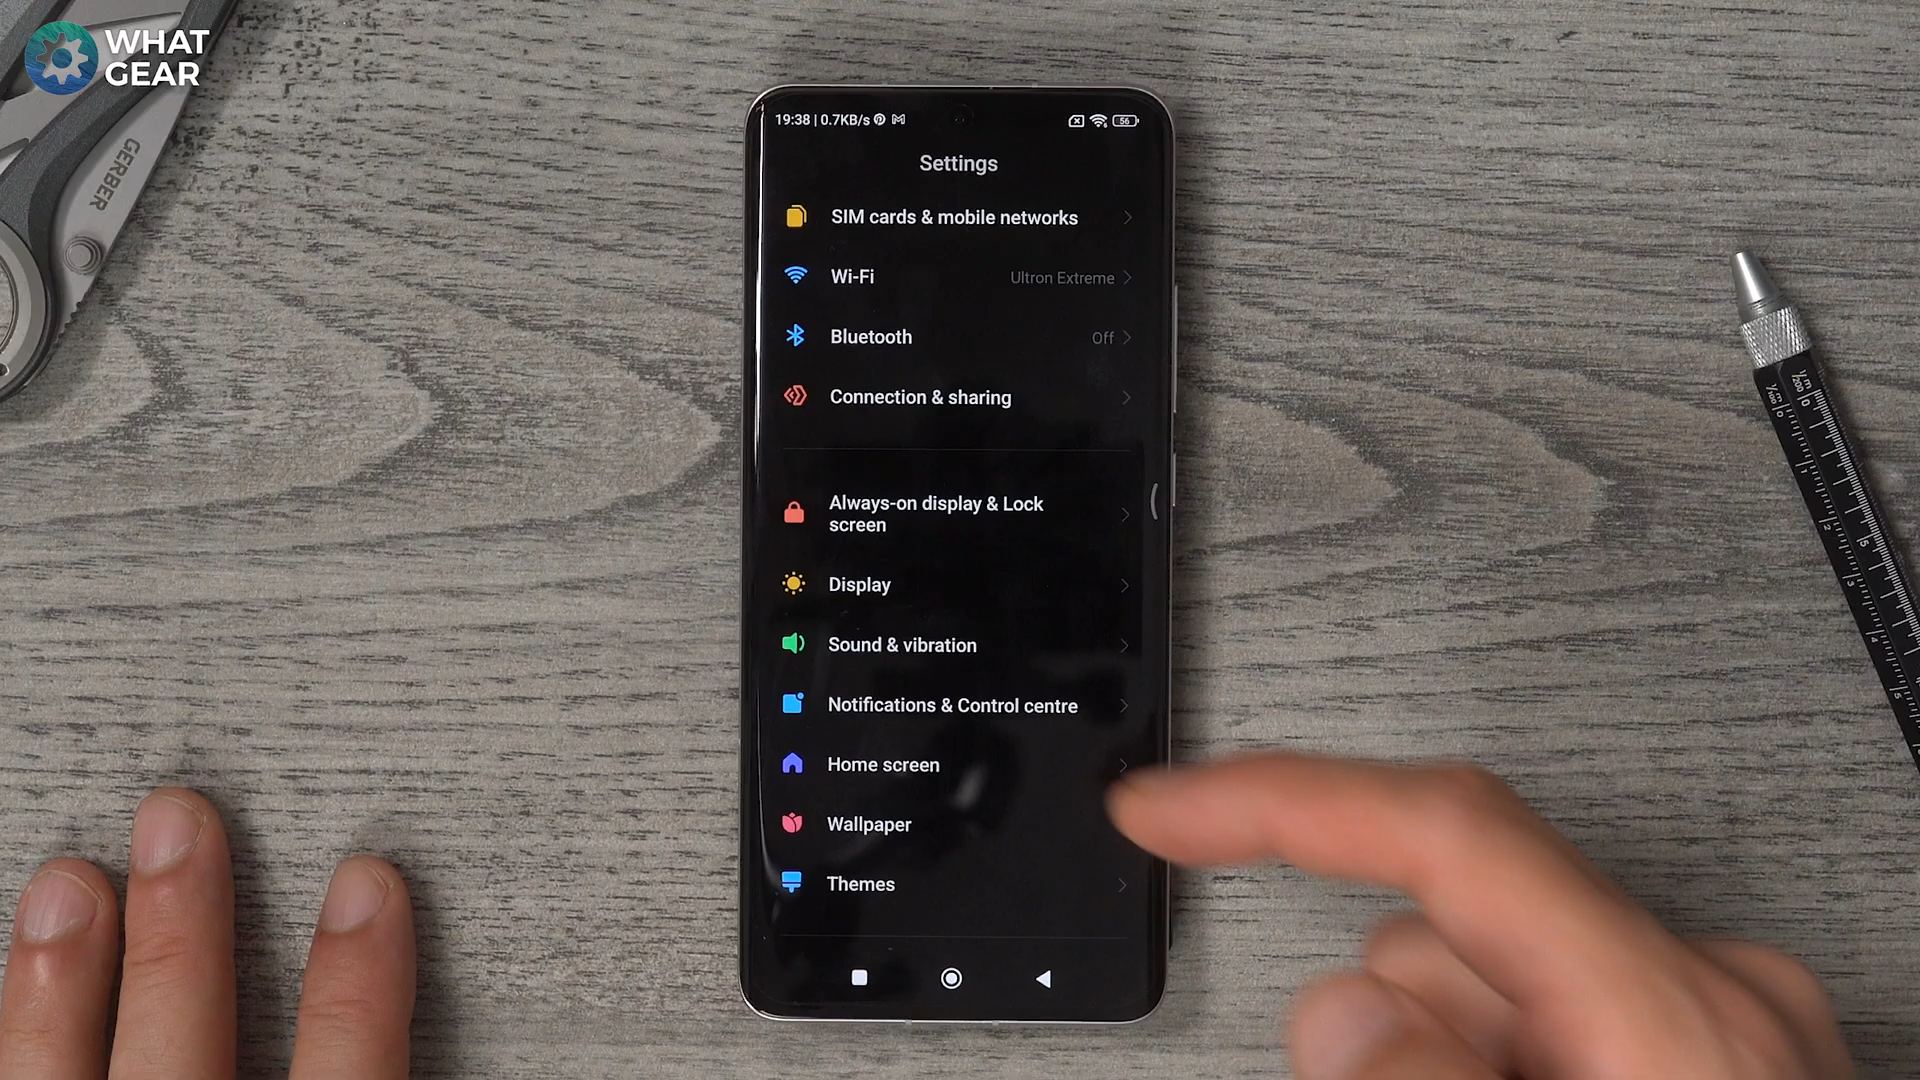 WHAT
GEAR
GERBER
19:38 | 0.7KB/s
56
Settings
SIM cards & mobile networks
Wi-Fi
Ultron Extreme
Bluetooth
Off
Connection & sharing
Always-on display & Lock
screen
Display
Sound & vibration
Notifications & Control centre
Home screen
Wallpaper
Themes